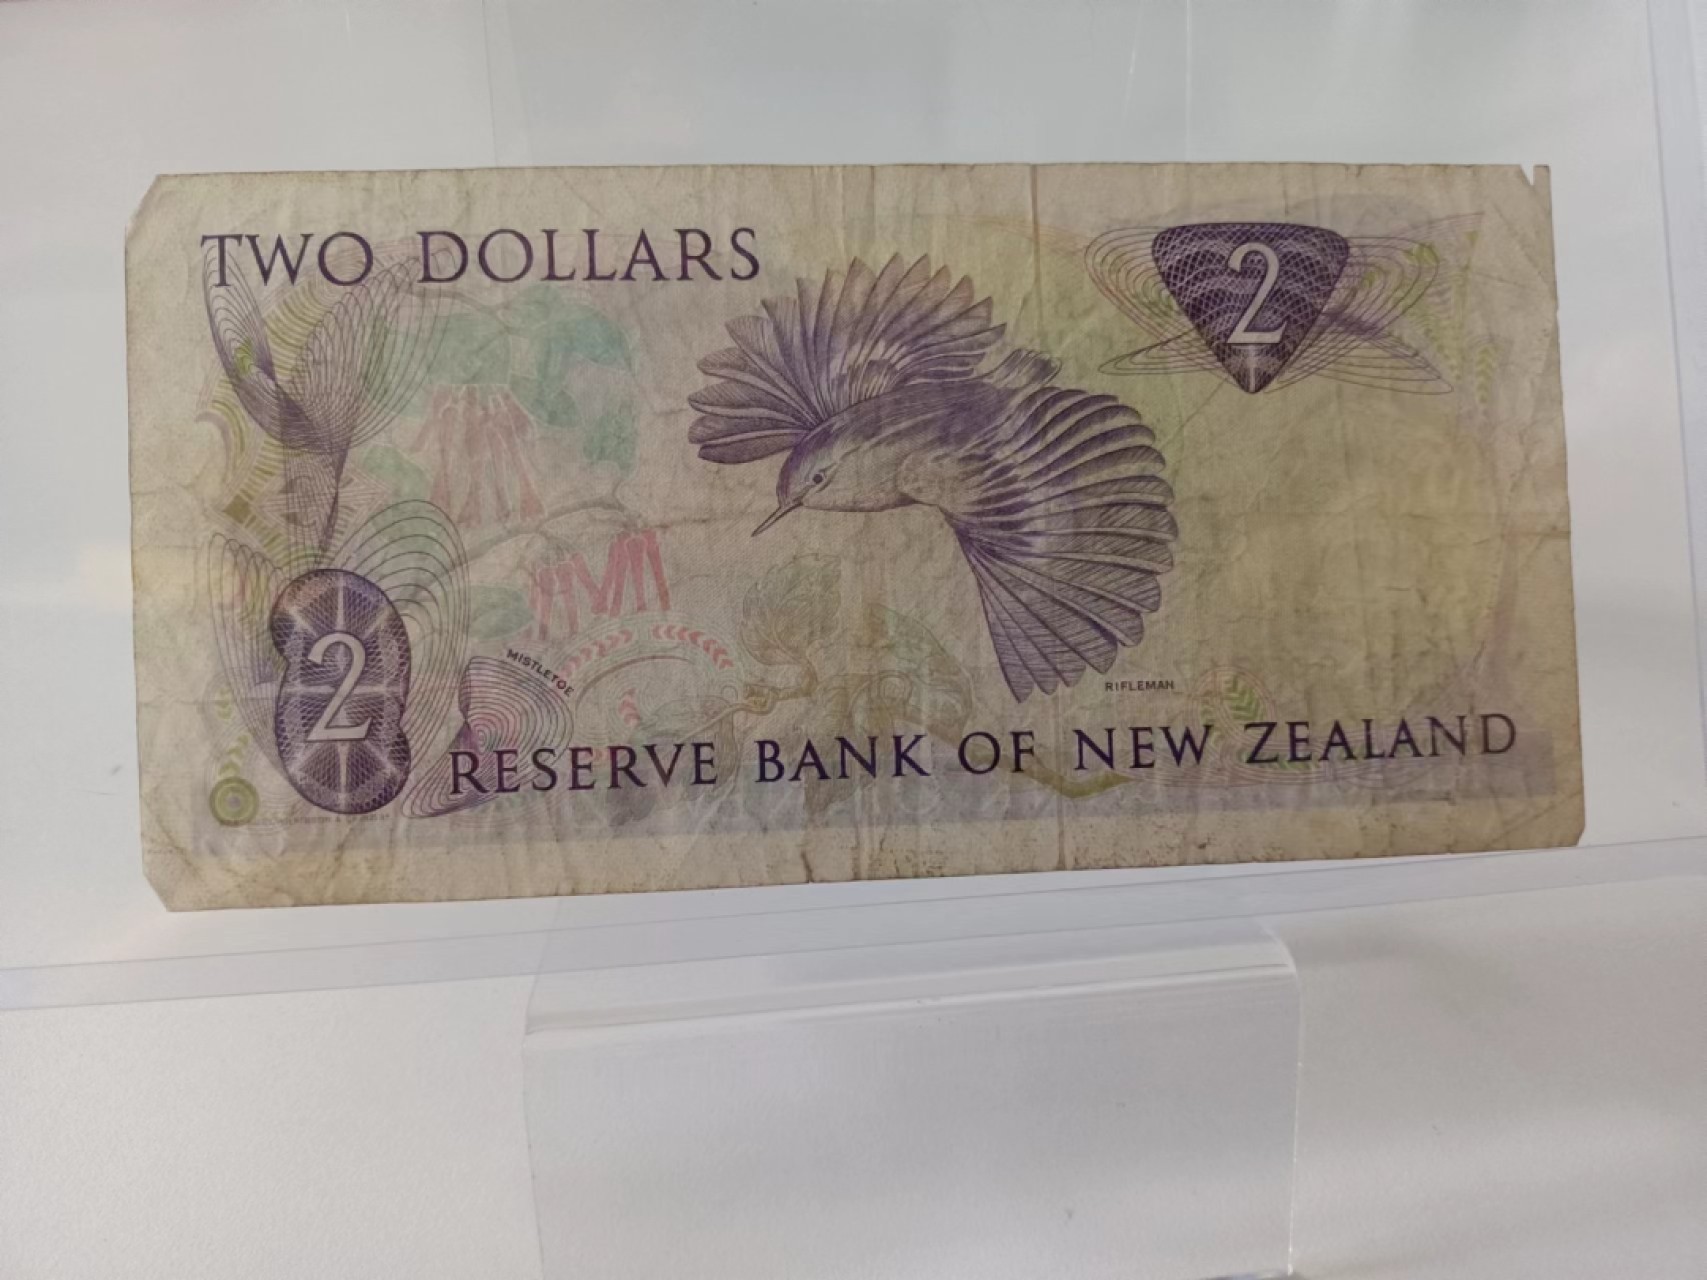 TWO DOLLARS
2
MISTLETOE
RIFLEMAN
2
RESERVE BANK OF NEW ZEALAND